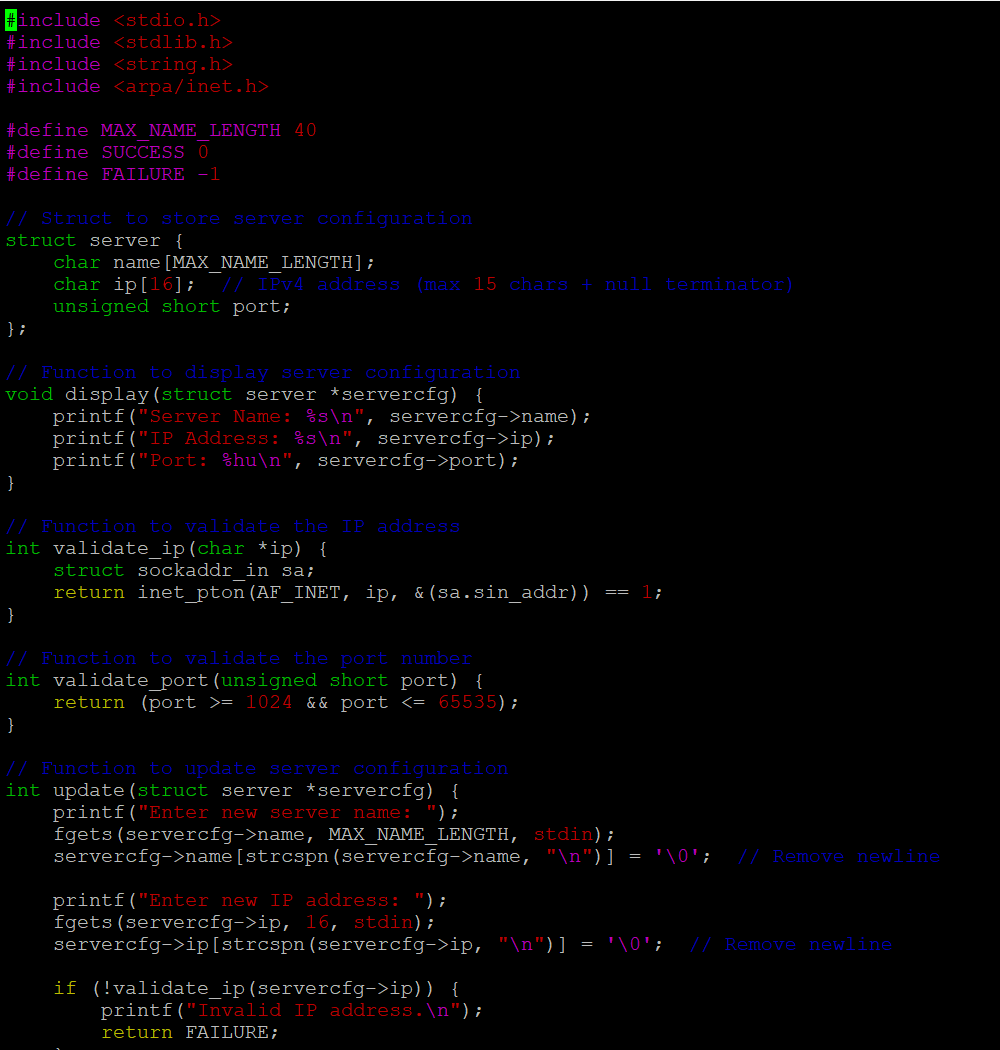 #include <stdio.h>
#include <stdlib.h>
#include <string.h>
#include <arpa/inet.h>

#define MAX_NAME_LENGTH 40
#define SUCCESS 0
#define FAILURE -1

// Struct to store server configuration
struct server {
    char name[MAX_NAME_LENGTH];
    char ip[16];  // IPv4 address (max 15 chars + null terminator)
    unsigned short port;
};

// Function to display server configuration
void display(struct server *servercfg) {
    printf("Server Name: %s\n", servercfg->name);
    printf("IP Address: %s\n", servercfg->ip);
    printf("Port: %hu\n", servercfg->port);
}

// Function to validate the IP address
int validate_ip(char *ip) {
    struct sockaddr_in sa;
    return inet_pton(AF_INET, ip, &(sa.sin_addr)) == 1;
}

// Function to validate the port number
int validate_port(unsigned short port) {
    return (port >= 1024 && port <= 65535);
}

// Function to update server configuration
int update(struct server *servercfg) {
    printf("Enter new server name: ");
    fgets(servercfg->name, MAX_NAME_LENGTH, stdin);
    servercfg->name[strcspn(servercfg->name, "\n")] = '\0';  // Remove newline

    printf("Enter new IP address: ");
    fgets(servercfg->ip, 16, stdin);
    servercfg->ip[strcspn(servercfg->ip, "\n")] = '\0';  // Remove newline

    if (!validate_ip(servercfg->ip)) {
        printf("Invalid IP address.\n");
        return FAILURE;